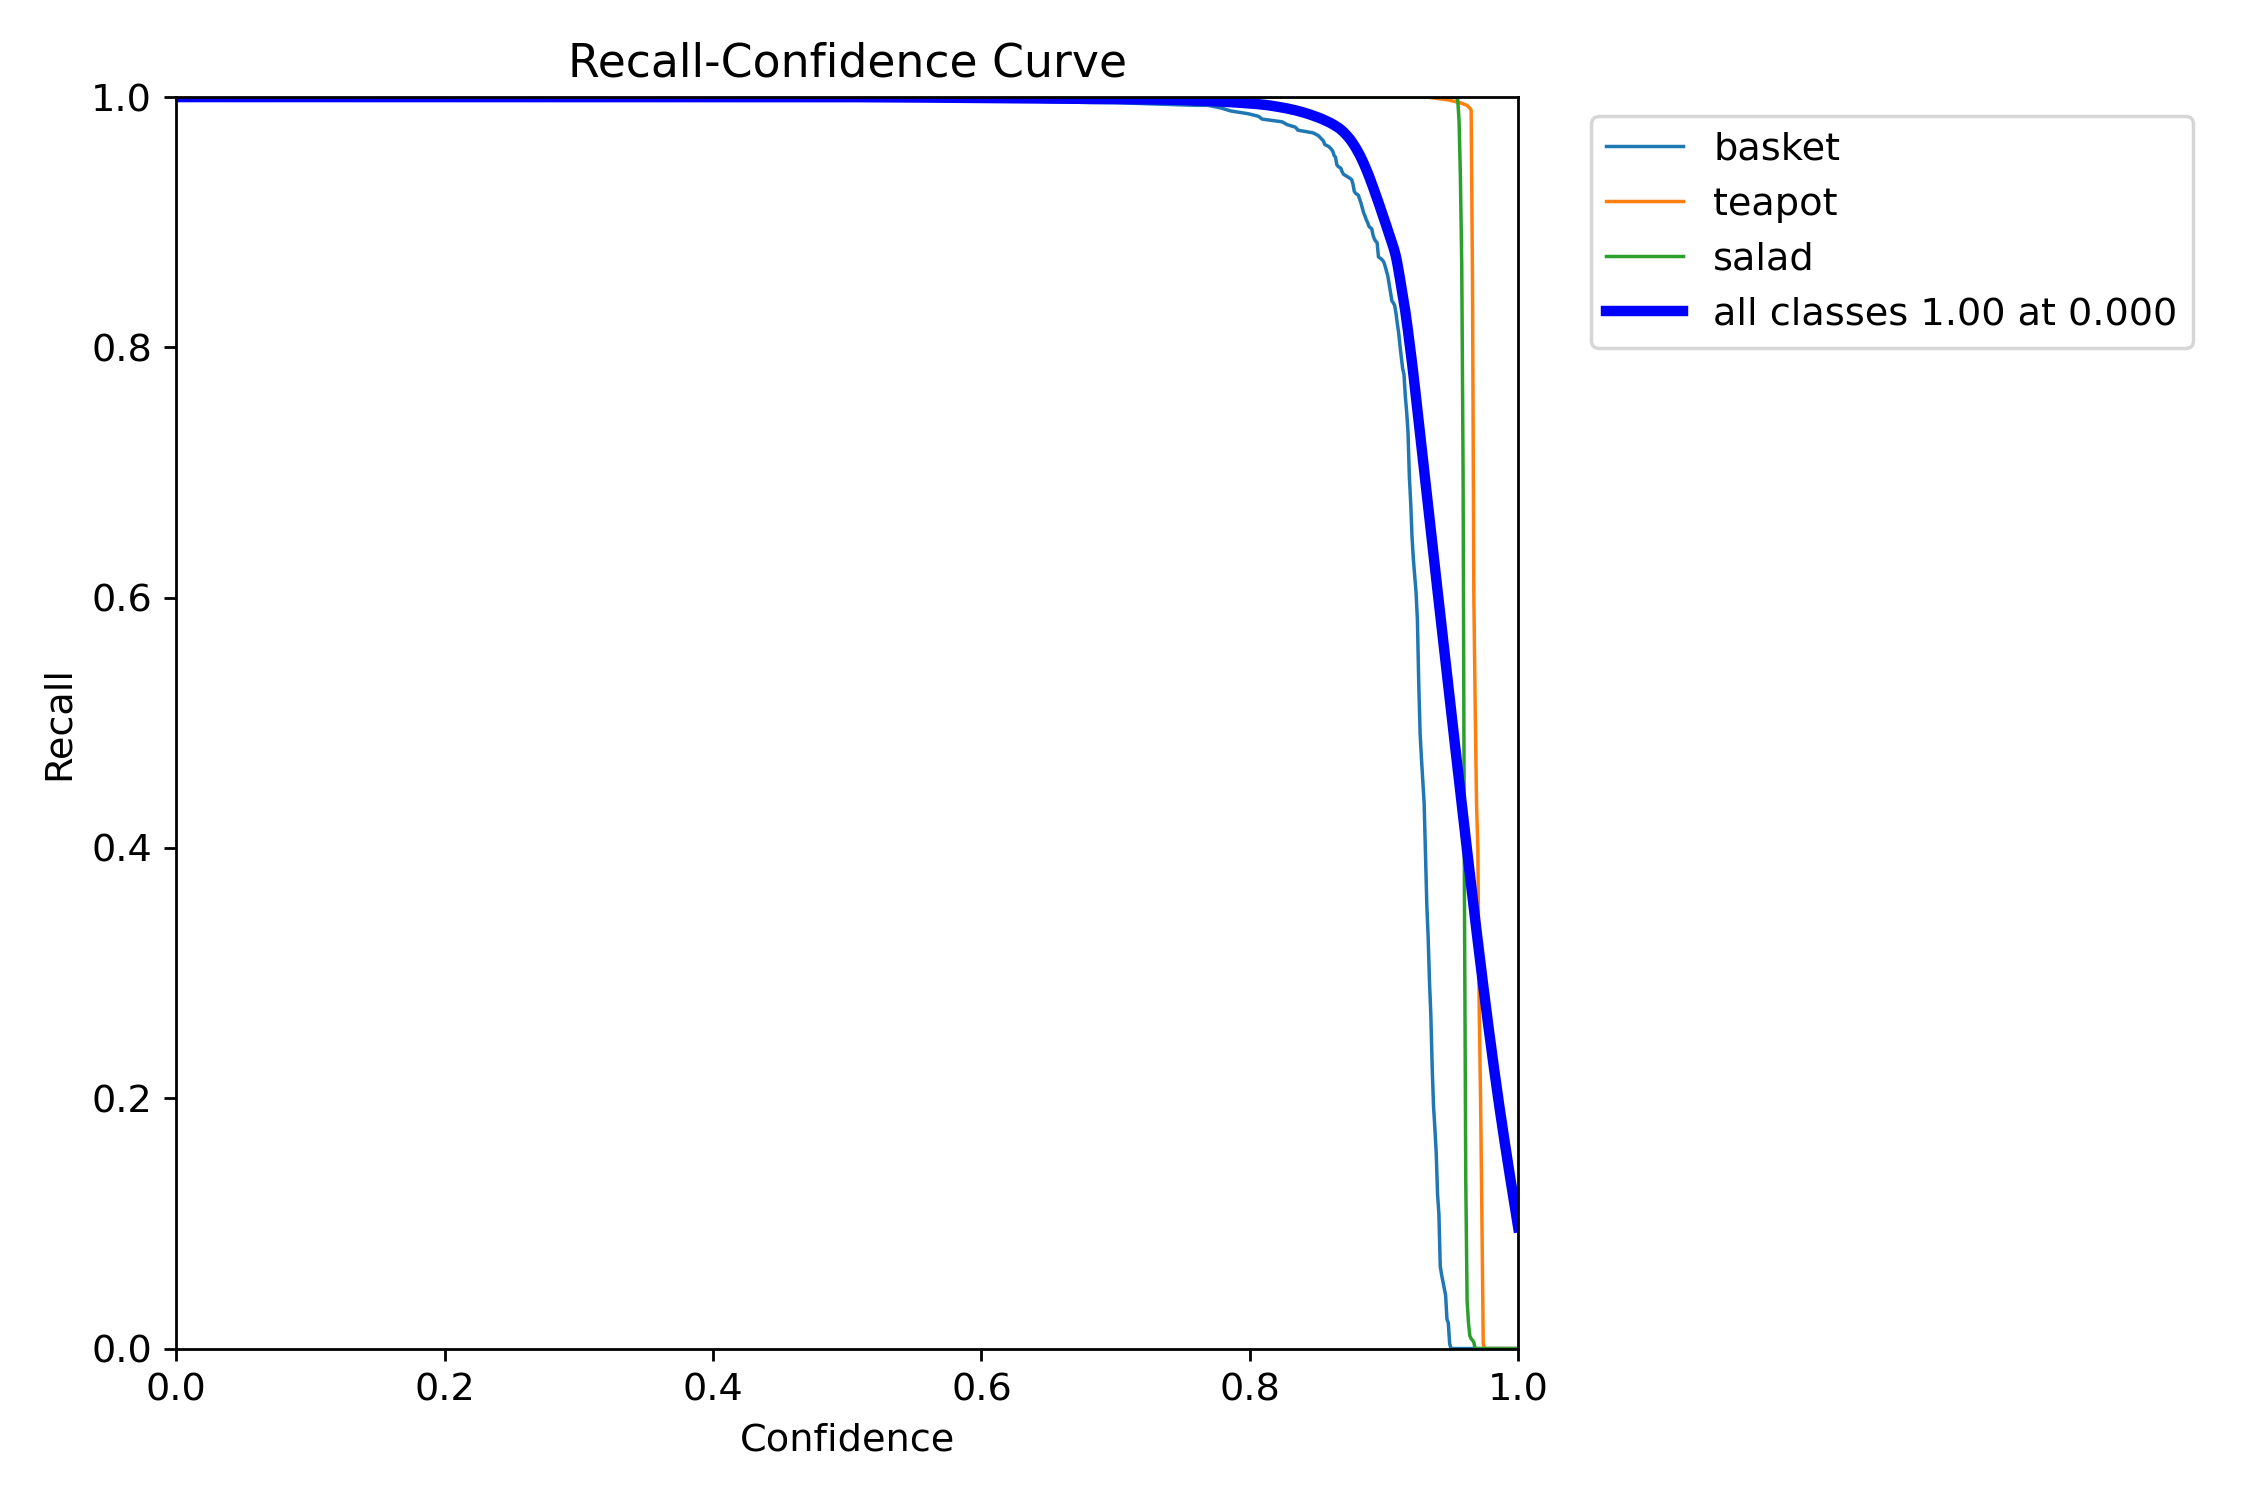 Recall-Confidence Curve
1.0
0.8
0.6
0.4
0.2
0.0
Recall
0.0 0.2 0.4 0.6 0.8 1.0
Confidence
basket
teapot
salad
all classes 1.00 at 0.000